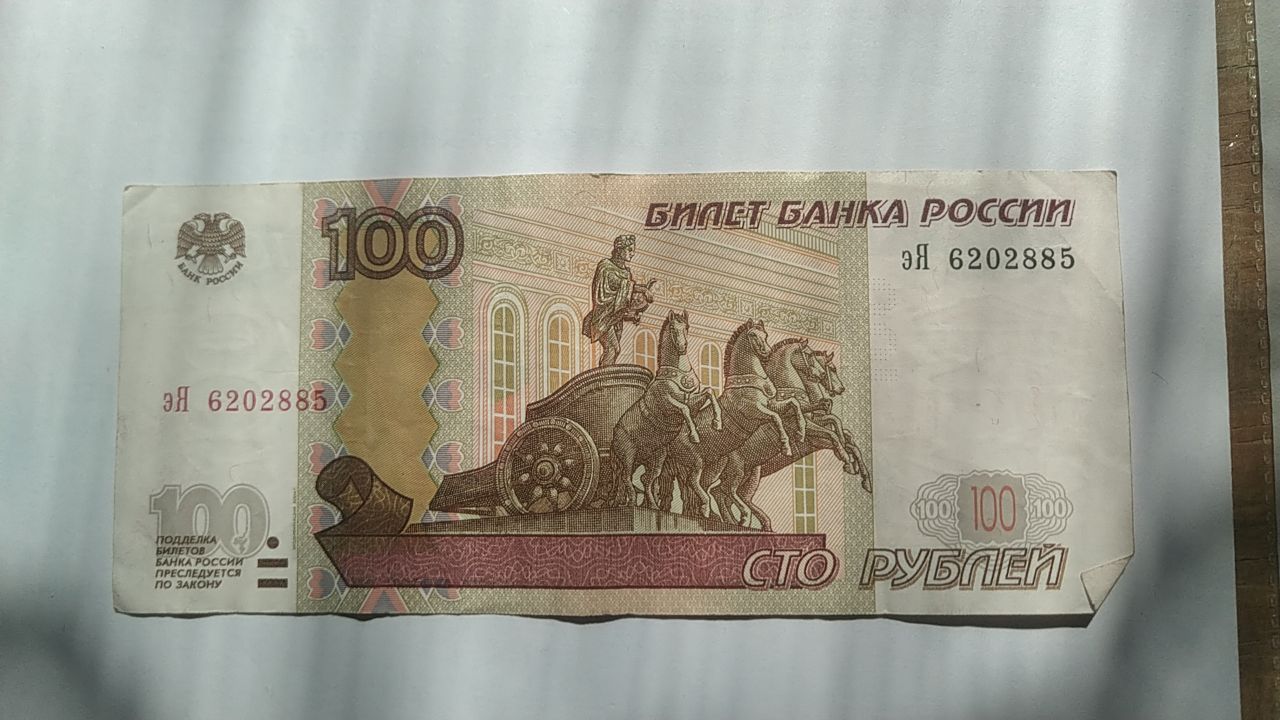 БАНК РОССИИ
100
БИЛЕТ БАНКА РОССИИ
эЯ 6202885
эЯ 6202885
100
ПОДДЕЛКА
БИЛЕТОВ
БАНКА РОССИИ
ПРЕСЛЕДУЕТСЯ
ПО ЗАКОНУ
100 100 100
СТО РУБЛЕЙ